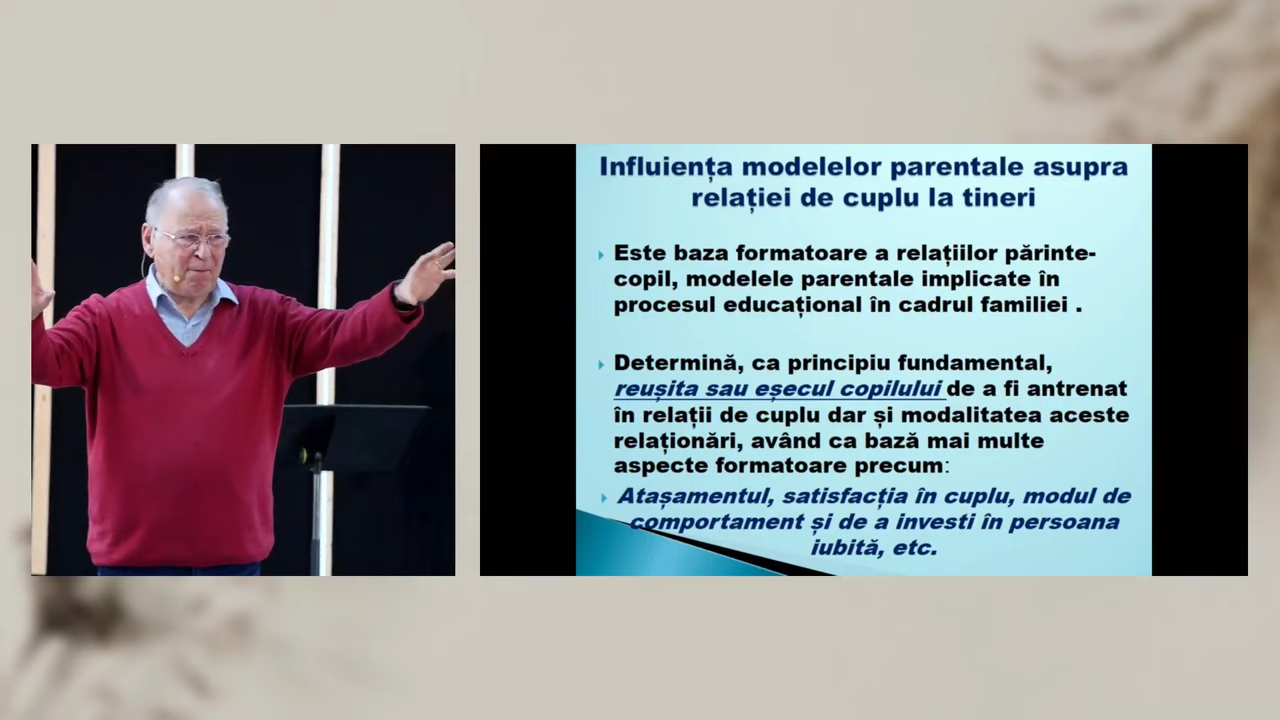 Influiența modelelor parentale asupra
relației de cuplu la tineri
Este baza formatoare a relațiilor părinte-
copil, modelele parentale implicate în
procesul educațional în cadrul familiei .
Determină, ca principiu fundamental,
reușita sau eșecul copilului de a fi antrenat
în relații de cuplu dar și modalitatea aceste
relaționări, având ca bază mai multe
aspecte formatoare precum:
Atașamentul, satisfacția în cuplu, modul de
comportament și de a investi în persoana
iubită, etc.